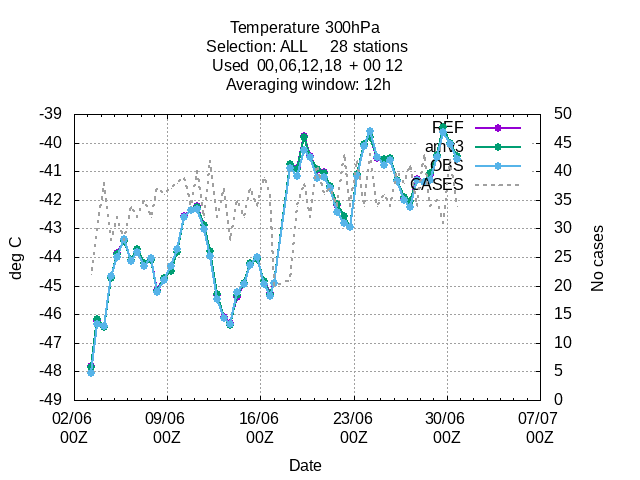 Temperature 300hPa
Selection: ALL 28 stations
Used 00,06,12,18 + 00 12
Averaging window: 12h
-39
-40
-41
-42
-43
-44
-45
-46
-47
-48
-49
50
45
40
35
30
25
20
15
10
5
0
REF
arnv3
OBS
CASES
deg C
No cases
02/06 00Z
09/06 00Z
16/06 00Z
23/06 00Z
30/06 00Z
07/07 00Z
Date